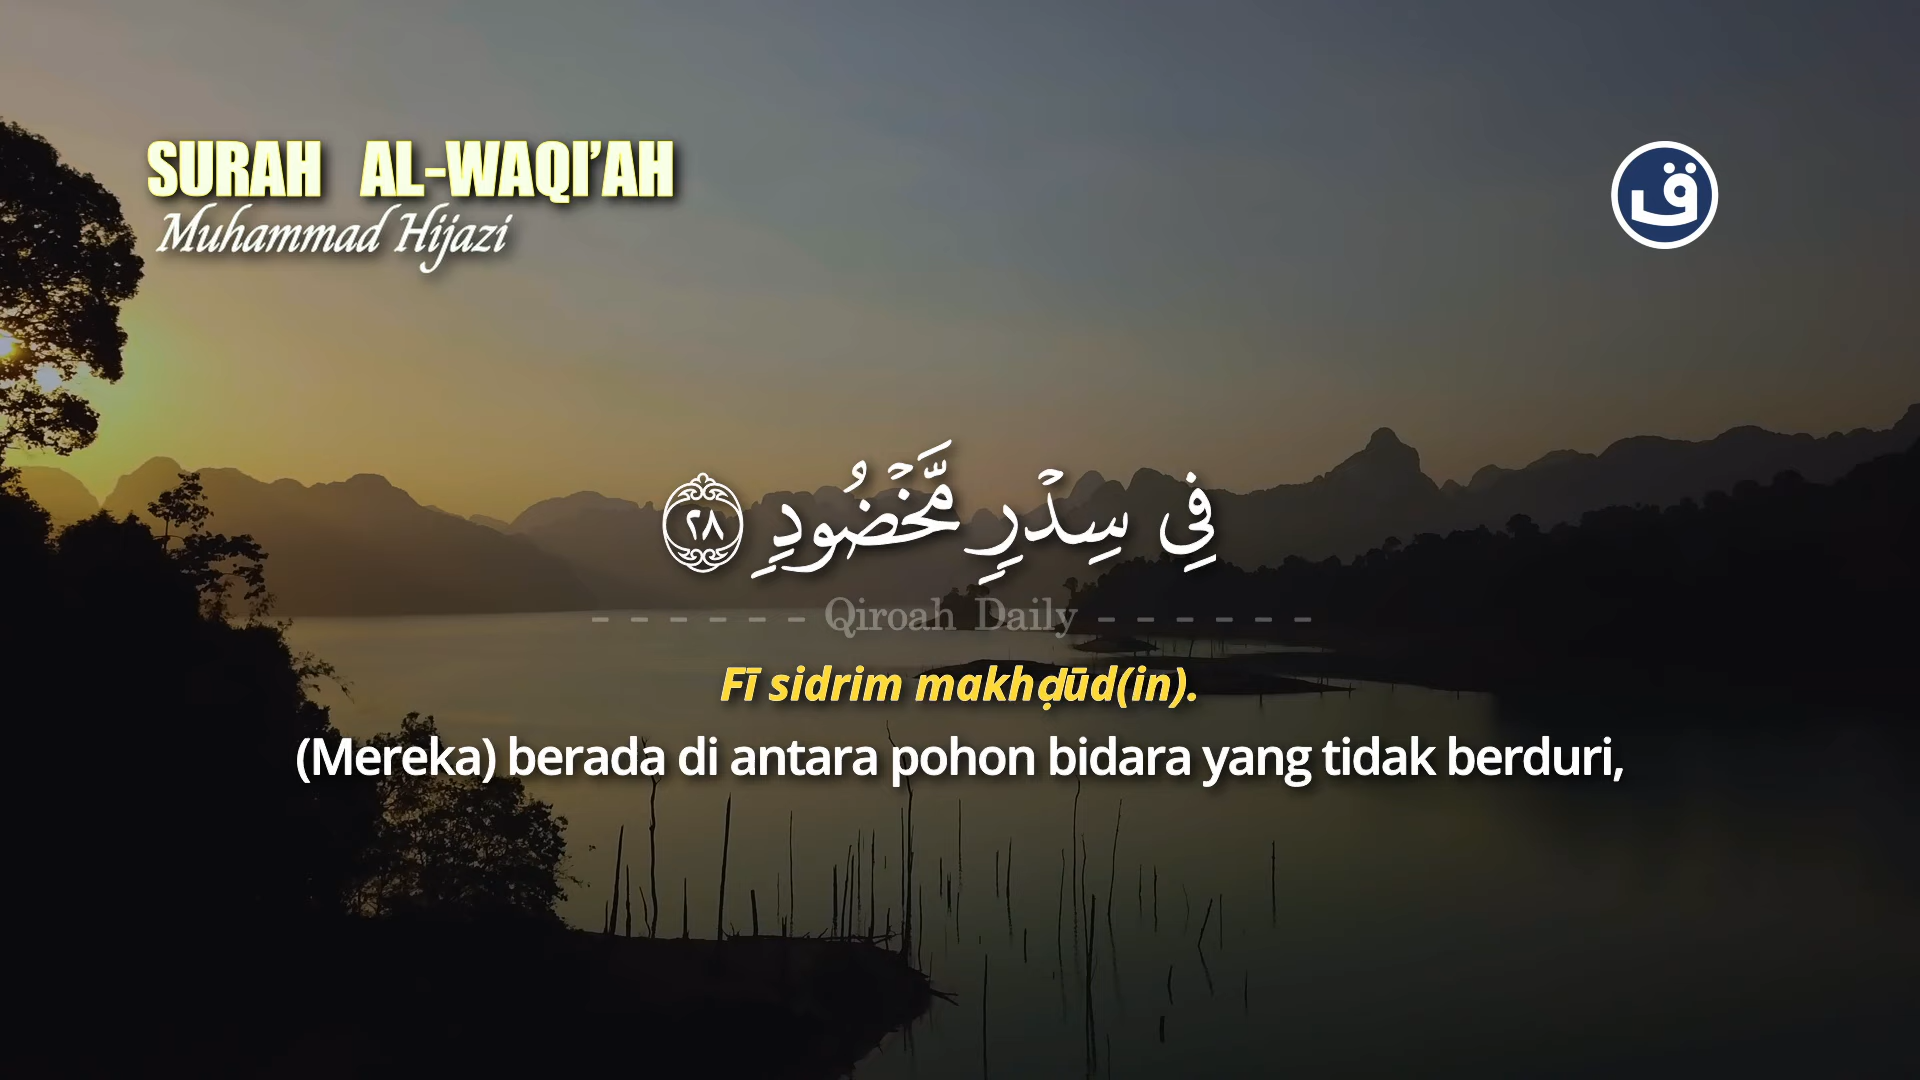 SURAH AL-WAQI’AH
Muhammad Hijazi
ق
فِي سِدۡرٖ مَّخۡضُودٖ ٢٨
- - - - - - Qiroah Daily - - - - - -
Fī sidrim makhḍūd(in).
(Mereka) berada di antara pohon bidara yang tidak berduri,